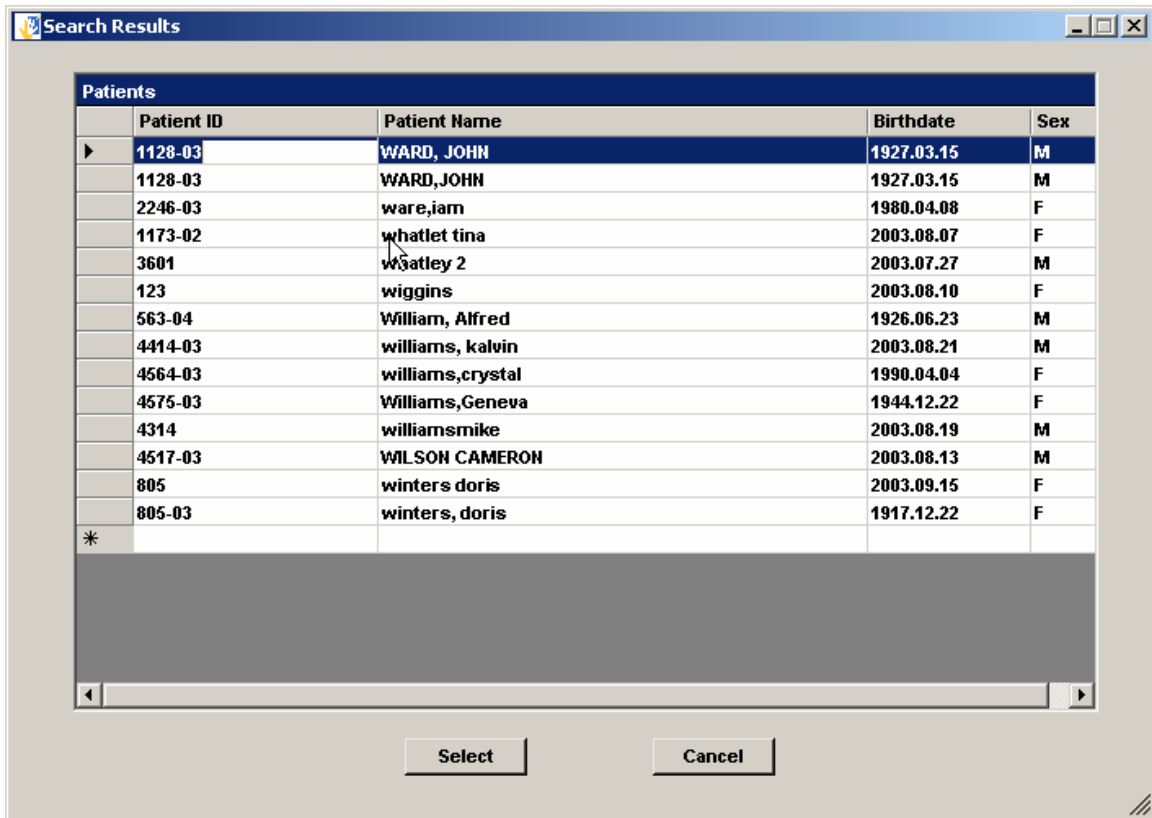 Search Results
Patients
Patient ID Patient Name Birthdate Sex
1128-03 WARD, JOHN 1927.03.15 M
1128-03 WARD,JOHN 1927.03.15 M
2246-03 ware,iam 1980.04.08 F
1173-02 whatlet tina 2003.08.07 F
3601 whatley 2 2003.07.27 M
123 wiggins 2003.08.10 F
563-04 William, Alfred 1926.06.23 M
4414-03 williams, kalvin 2003.08.21 M
4564-03 williams,crystal 1990.04.04 F
4575-03 Williams,Geneva 1944.12.22 F
4314 williamsmike 2003.08.19 M
4517-03 WILSON CAMERON 2003.08.13 M
805 winters doris 2003.09.15 F
805-03 winters, doris 1917.12.22 F
Select Cancel